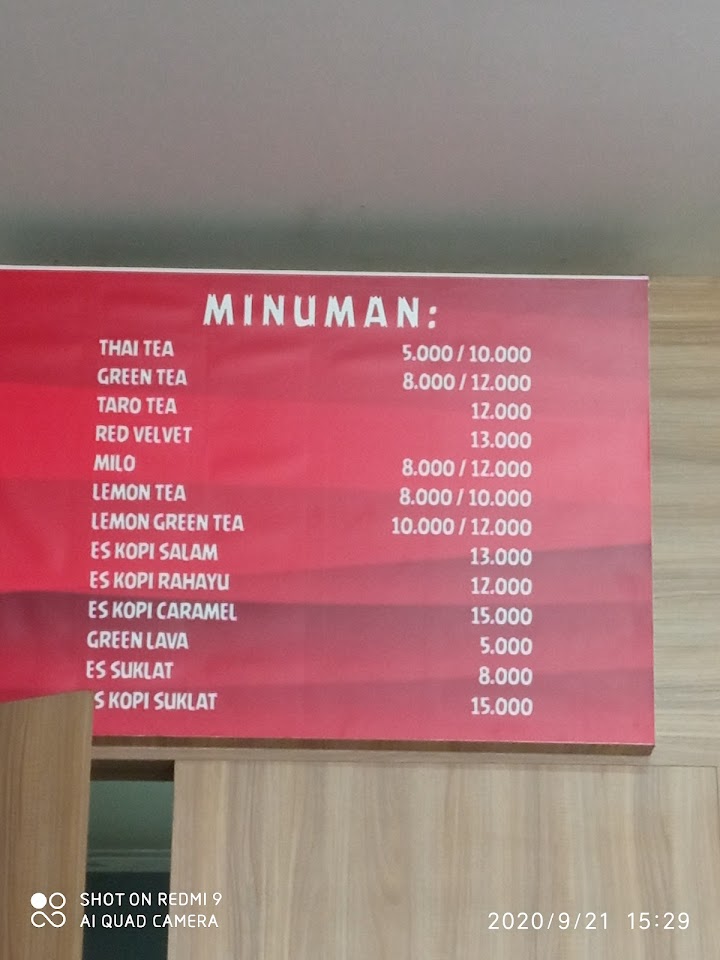 MINUMAN:
THAI TEA 5.000 / 10.000
GREEN TEA 8.000 / 12.000
TARO TEA 12.000
RED VELVET 13.000
MILO 8.000 / 12.000
LEMON TEA 8.000 / 10.000
LEMON GREEN TEA 10.000 / 12.000
ES KOPI SALAM 13.000
ES KOPI RAHAYU 12.000
ES KOPI CARAMEL 15.000
GREEN LAVA 5.000
ES SUKLAT 8.000
S KOPI SUKLAT 15.000
SHOT ON REDMI 9
AI QUAD CAMERA
2020/9/21 15:29